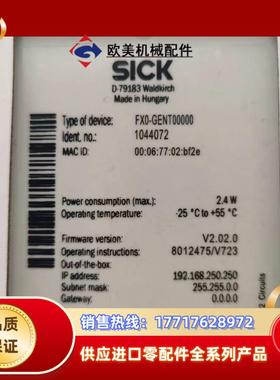 欧美机械配件
SICK
D-79183 Waldkirch
Made in Hungary
Type of device: FX0-GENT00000
Ident. no.: 1044072
MAC ID: 00:06:77:02:bf2e
Power consumption (max.): 2.4 W
Operating temperature: -25 °C to +55 °C
Firmware version: V2.02.0
Operating instructions: 8012475/V723
Out-of-the-box:
IP address: 192.168.250.250
Subnet mask: 255.255.0.0
Gateway: 0.0.0.0
2 Circuits
品质
保证
销售热线：17717628972
供应进口零配件全系列产品